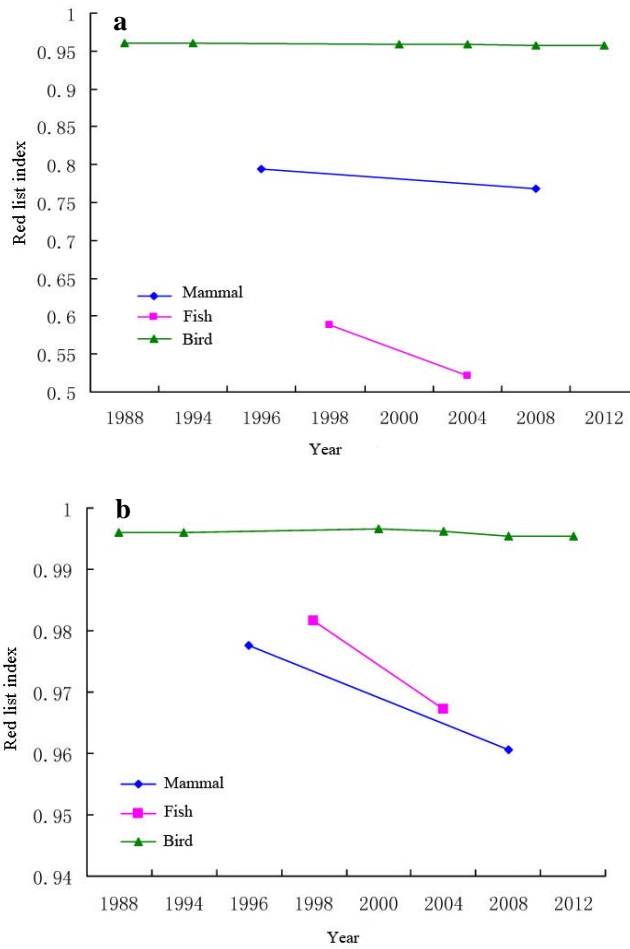 a
1
0.95
0.9
0.85
0.8
0.75
0.7
0.65
0.6
0.55
0.5
Red list index
Mammal
Fish
Bird
1988 1994 1996 1998 2000 2004 2008 2012
Year
b
1
0.99
0.98
0.97
0.96
0.95
0.94
Red list index
Mammal
Fish
Bird
1988 1994 1996 1998 2000 2004 2008 2012
Year